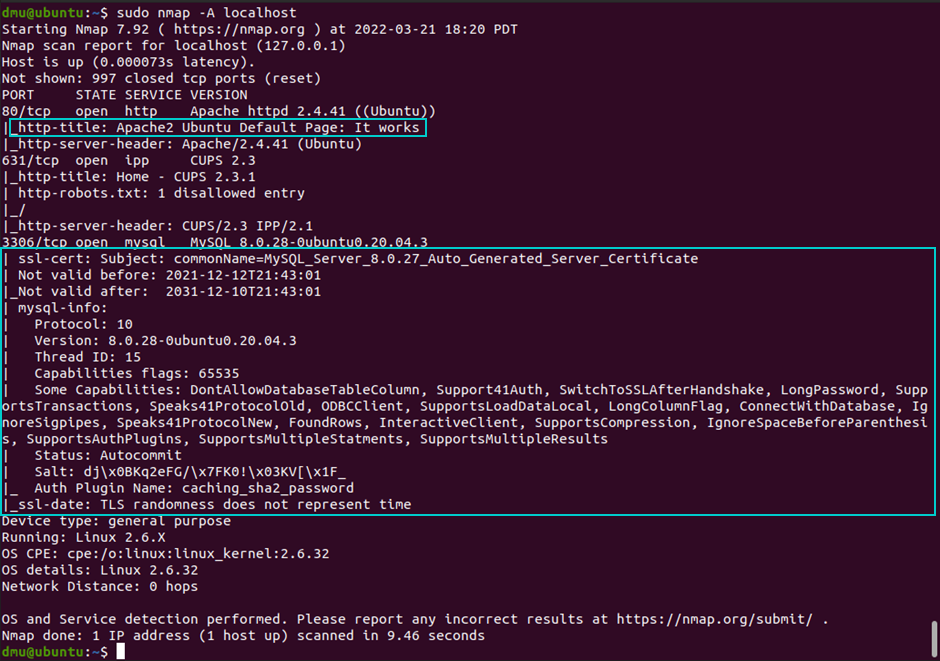 dmu@ubuntu:~$ sudo nmap -A localhost
Starting Nmap 7.92 ( https://nmap.org ) at 2022-03-21 18:20 PDT
Nmap scan report for localhost (127.0.0.1)
Host is up (0.000073s latency).
Not shown: 997 closed tcp ports (reset)
PORT     STATE SERVICE VERSION
80/tcp   open  http    Apache httpd 2.4.41 ((Ubuntu))
|_http-title: Apache2 Ubuntu Default Page: It works
|_http-server-header: Apache/2.4.41 (Ubuntu)
631/tcp  open  ipp     CUPS 2.3
|_http-title: Home - CUPS 2.3.1
| http-robots.txt: 1 disallowed entry
|_/
|_http-server-header: CUPS/2.3 IPP/2.1
3306/tcp open  mysql   MySQL 8.0.28-0ubuntu0.20.04.3
| ssl-cert: Subject: commonName=MySQL_Server_8.0.27_Auto_Generated_Server_Certificate
| Not valid before: 2021-12-12T21:43:01
|_Not valid after:  2031-12-10T21:43:01
| mysql-info:
|   Protocol: 10
|   Version: 8.0.28-0ubuntu0.20.04.3
|   Thread ID: 15
|   Capabilities flags: 65535
|   Some Capabilities: DontAllowDatabaseTableColumn, Support41Auth, SwitchToSSLAfterHandshake, LongPassword, Supp
ortsTransactions, Speaks41ProtocolOld, ODBCClient, SupportsLoadDataLocal, LongColumnFlag, ConnectWithDatabase, Ig
noreSigpipes, Speaks41ProtocolNew, FoundRows, InteractiveClient, SupportsCompression, IgnoreSpaceBeforeParenthesi
s, SupportsAuthPlugins, SupportsMultipleStatments, SupportsMultipleResults
|   Status: Autocommit
|   Salt: dj\x0BKq2eFG/\x7FK0!\x03KV[\x1F_
|_  Auth Plugin Name: caching_sha2_password
|_ssl-date: TLS randomness does not represent time
Device type: general purpose
Running: Linux 2.6.X
OS CPE: cpe:/o:linux:linux_kernel:2.6.32
OS details: Linux 2.6.32
Network Distance: 0 hops

OS and Service detection performed. Please report any incorrect results at https://nmap.org/submit/ .
Nmap done: 1 IP address (1 host up) scanned in 9.46 seconds
dmu@ubuntu:~$